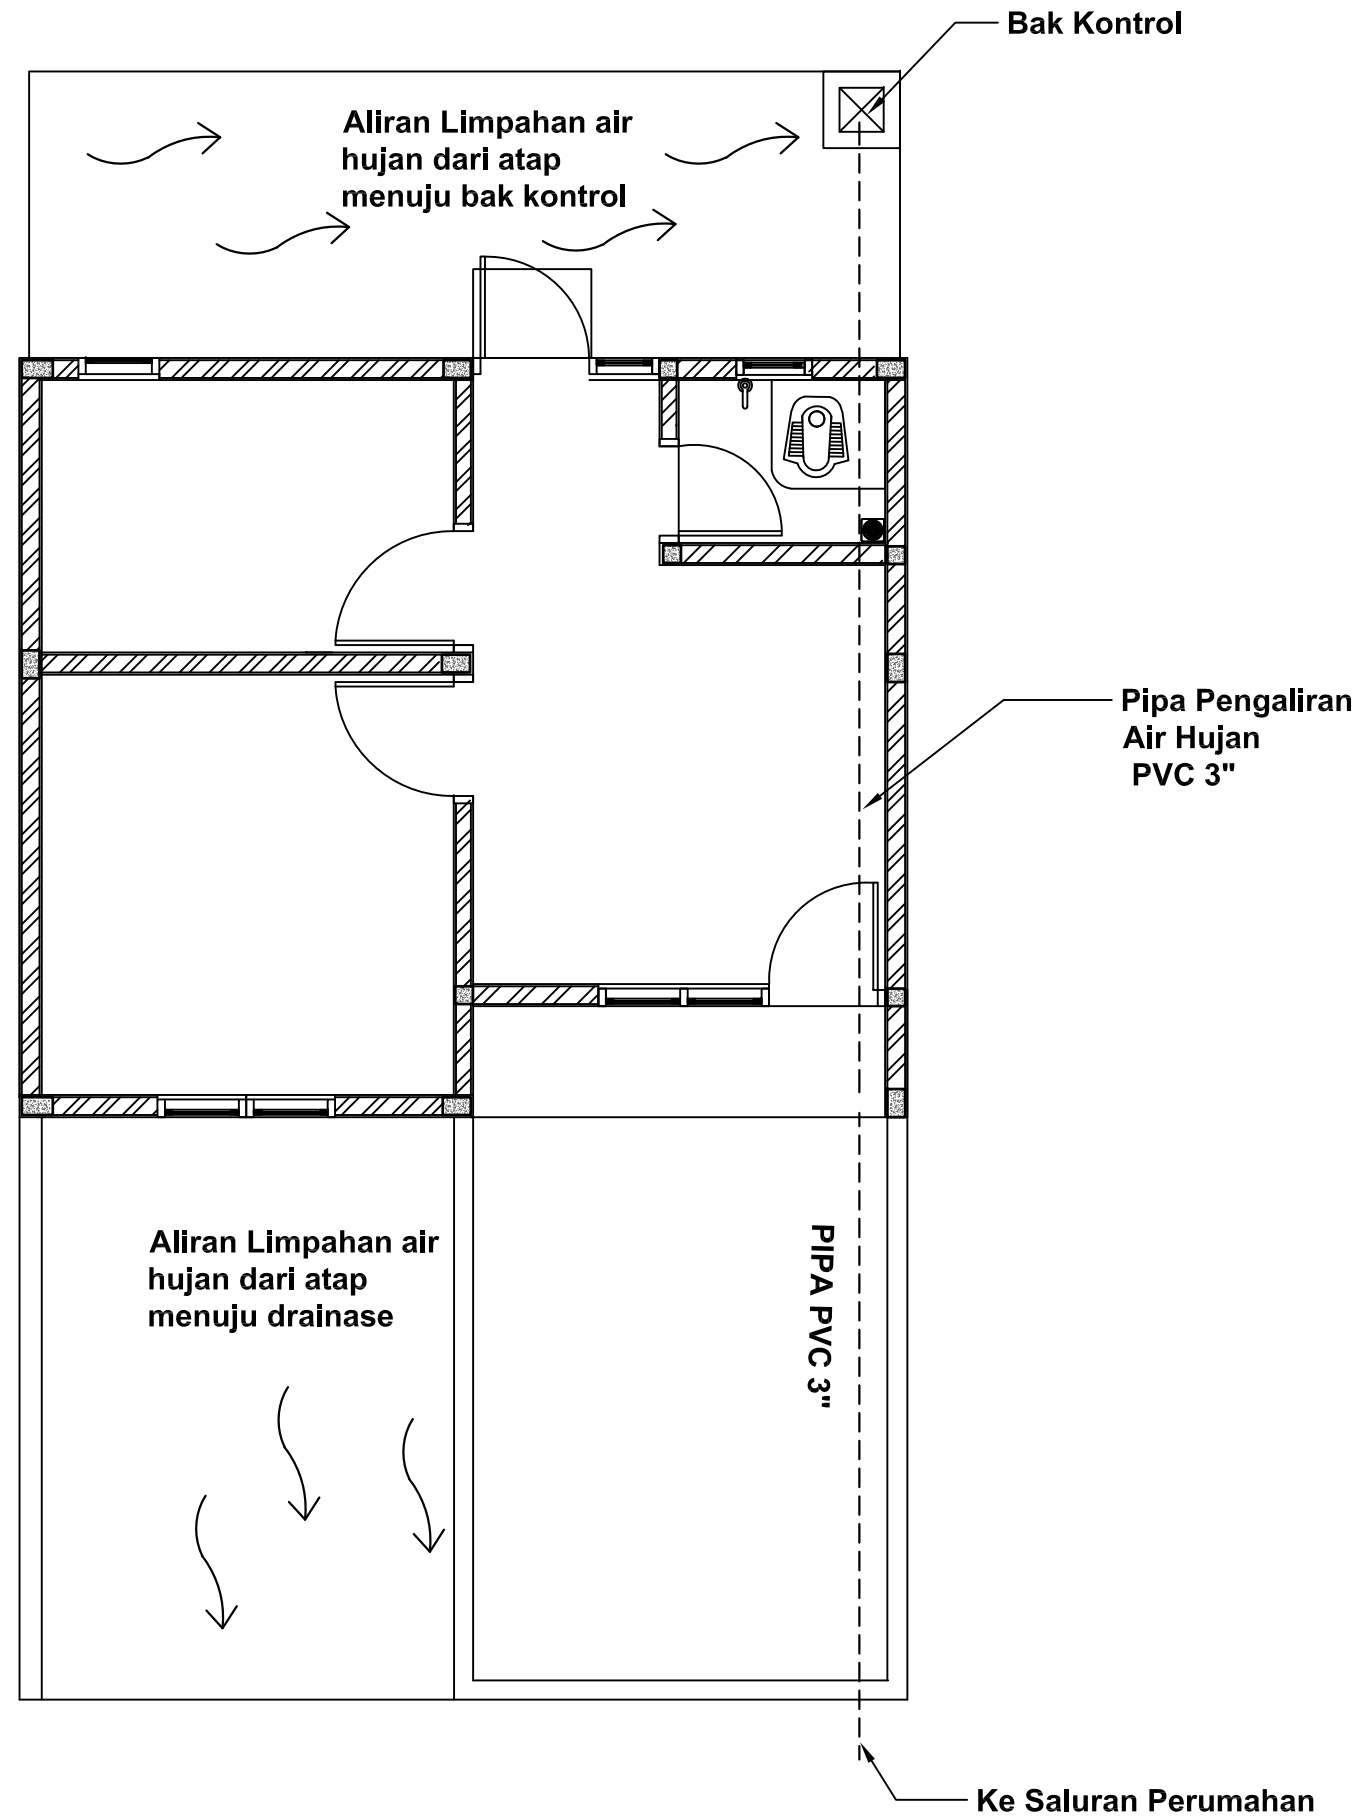 Bak Kontrol
Aliran Limpahan air
hujan dari atap
menuju bak kontrol
Pipa Pengaliran
Air Hujan
PVC 3"
Aliran Limpahan air
hujan dari atap
menuju drainase
PIPA PVC 3"
Ke Saluran Perumahan